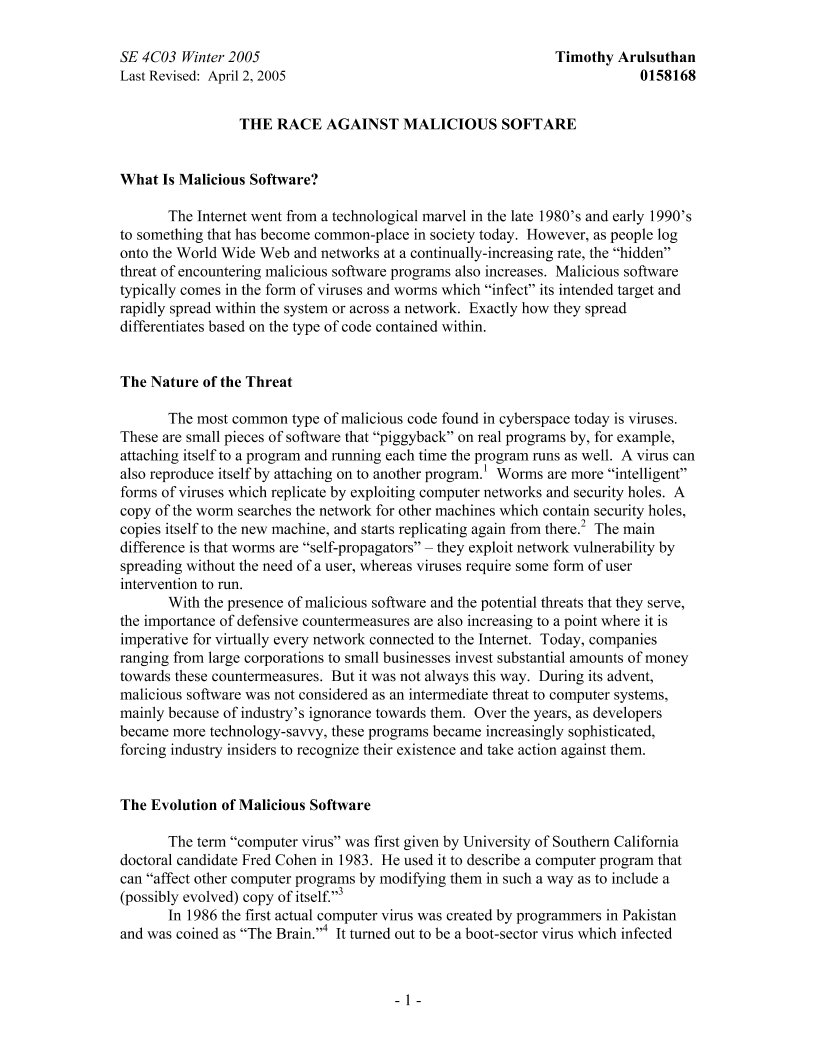 SE 4C03 Winter 2005 Timothy Arulsuthan
Last Revised: April 2, 2005 0158168
THE RACE AGAINST MALICIOUS SOFTARE
What Is Malicious Software?
The Internet went from a technological marvel in the late 1980’s and early 1990’s
to something that has become common-place in society today. However, as people log
onto the World Wide Web and networks at a continually-increasing rate, the “hidden”
threat of encountering malicious software programs also increases. Malicious software
typically comes in the form of viruses and worms which “infect” its intended target and
rapidly spread within the system or across a network. Exactly how they spread
differentiates based on the type of code contained within.
The Nature of the Threat
The most common type of malicious code found in cyberspace today is viruses.
These are small pieces of software that “piggyback” on real programs by, for example,
attaching itself to a program and running each time the program runs as well. A virus can
also reproduce itself by attaching on to another program.1 Worms are more “intelligent”
forms of viruses which replicate by exploiting computer networks and security holes. A
copy of the worm searches the network for other machines which contain security holes,
copies itself to the new machine, and starts replicating again from there.2 The main
difference is that worms are “self-propagators” – they exploit network vulnerability by
spreading without the need of a user, whereas viruses require some form of user
intervention to run.
With the presence of malicious software and the potential threats that they serve,
the importance of defensive countermeasures are also increasing to a point where it is
imperative for virtually every network connected to the Internet. Today, companies
ranging from large corporations to small businesses invest substantial amounts of money
towards these countermeasures. But it was not always this way. During its advent,
malicious software was not considered as an intermediate threat to computer systems,
mainly because of industry’s ignorance towards them. Over the years, as developers
became more technology-savvy, these programs became increasingly sophisticated,
forcing industry insiders to recognize their existence and take action against them.
The Evolution of Malicious Software
The term “computer virus” was first given by University of Southern California
doctoral candidate Fred Cohen in 1983. He used it to describe a computer program that
can “affect other computer programs by modifying them in such a way as to include a
(possibly evolved) copy of itself.”3
In 1986 the first actual computer virus was created by programmers in Pakistan
and was coined as “The Brain.”4 It turned out to be a boot-sector virus which infected
- 1 -